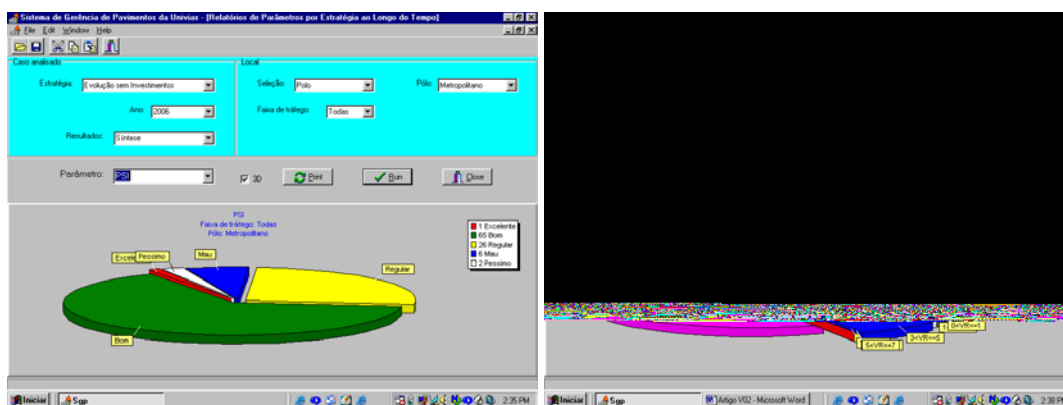 Sistema de Gerência de Pavimentos da Univias - [Relatórios de Parâmetros por Estratégia ao Longo do Tempo]
File Edit Window Help
Caso analisado
Local
Estratégia: Evolução sem Investimentos
Seleção: Polo
Pólo: Metropolitano
Ano: 2006
Faixa de tráfego: Todas
Resultados: Síntese
Parâmetro: PSI
3D
Print
Run
Close
PSI
Faixa de tráfego: Todas
Pólo: Metropolitano
1 Excelente
65 Bom
26 Regular
6 Mau
2 Pessimo
Pessimo
Mau
Regular
Bom
Iniciar
Sgp
2:35 PM
5<VR<=7
3<VR<=5
0<VR<=1
Iniciar
Sgp
Artigo V02 - Microsoft Word
2:38 PM